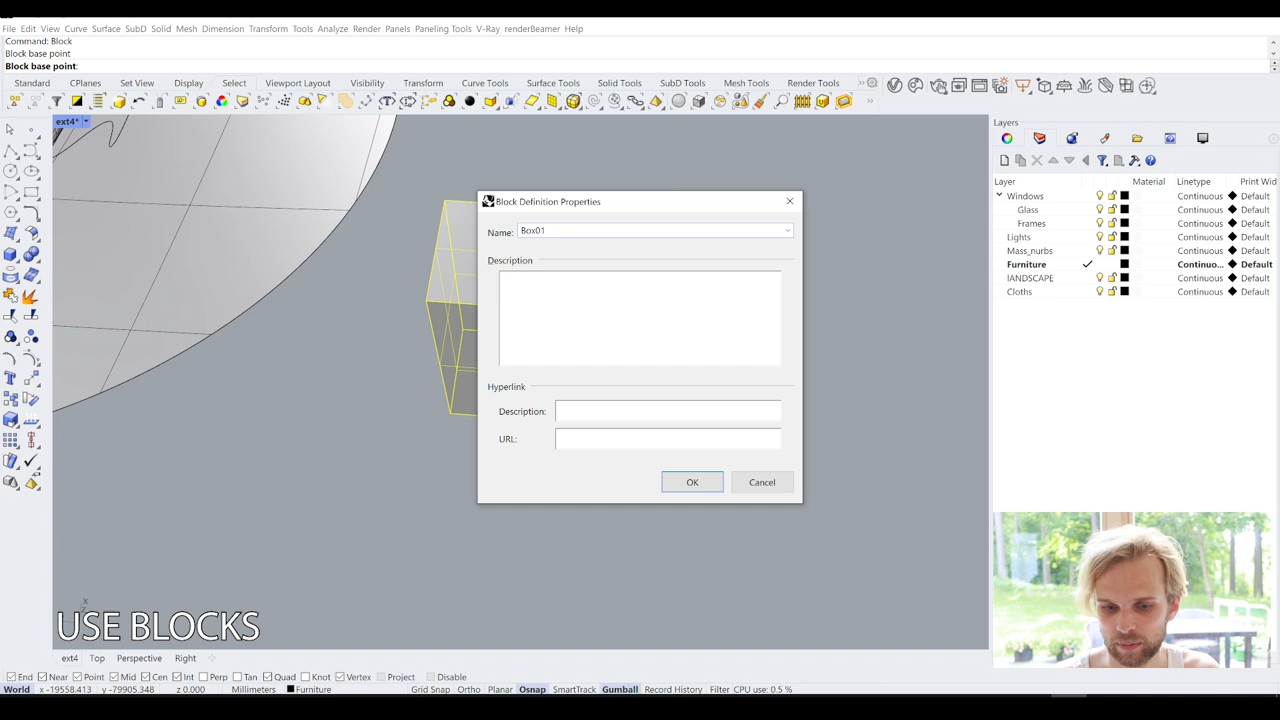 File Edit View Curve Surface SubD Solid Mesh Dimension Transform Tools Analyze Render Panels Paneling Tools V-Ray renderBeamer Help
Command: Block
Block base point
Block base point:
Standard CPlanes Set View Display Select Viewport Layout Visibility Transform Curve Tools Surface Tools Solid Tools SubD Tools Mesh Tools Render Tools
ext4*
Layers
Layer Material Linetype Print Wid
Windows Continuous Default
Glass Continuous Default
Frames Continuous Default
Lights Continuous Default
Mass_nurbs Continuous Default
Furniture Continuo... Default
lANDSCAPE Continuous Default
Cloths Continuous Default
Block Definition Properties
Name: Box01
Description
Hyperlink
Description:
URL:
OK Cancel
x
USE BLOCKS
ext4 Top Perspective Right
End Near Point Mid Cen Int Perp Tan Quad Knot Vertex Project Disable
World x -19558.413 y -79905.348 z 0.000 Millimeters Furniture Grid Snap Ortho Planar Osnap SmartTrack Gumball Record History Filter CPU use: 0.5 %